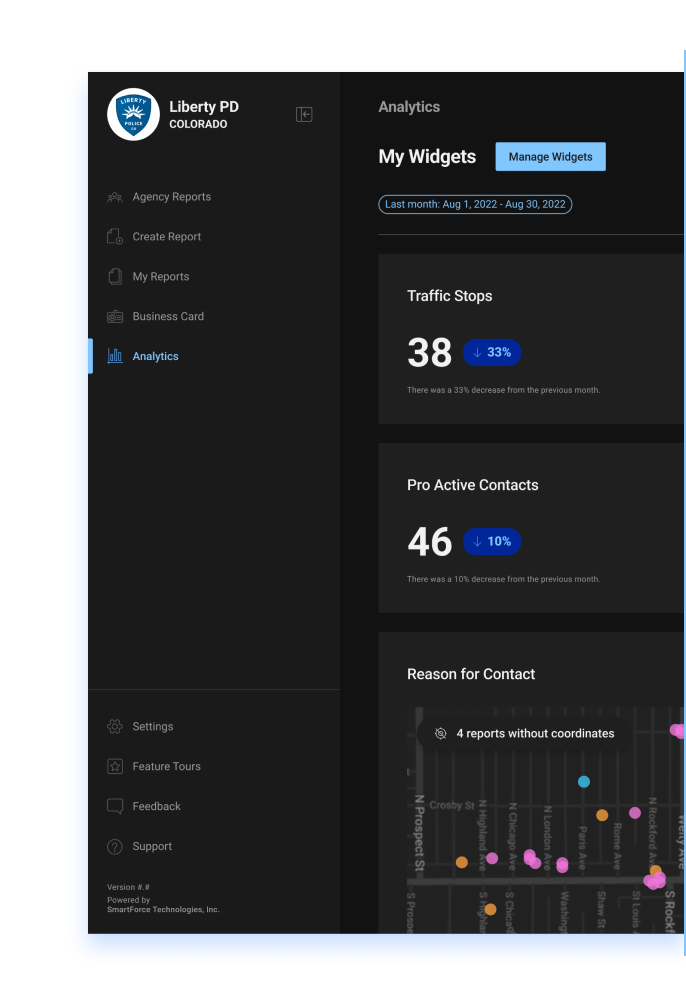 LIBERTY
POLICE
CO
Liberty PD
COLORADO
Agency Reports
Create Report
My Reports
Business Card
Analytics
Settings
Feature Tours
Feedback
Support
Version #.#
Powered by
SmartForce Technologies, Inc.
Analytics
My Widgets
Manage Widgets
Last month: Aug 1, 2022 - Aug 30, 2022
Traffic Stops
38
↓ 33%
There was a 33% decrease from the previous month.
Pro Active Contacts
46
↓ 10%
There was a 10% decrease from the previous month.
Reason for Contact
4 reports without coordinates
Crosby St
N Prospect St
N Highland Ave
N Chicago Ave
N London Ave
Paris Ave
Rome Ave
N Rockford Ave
S Prospe
S Highlan
S Chicag
Washingt
Shaw St
St Louis
S Rockf